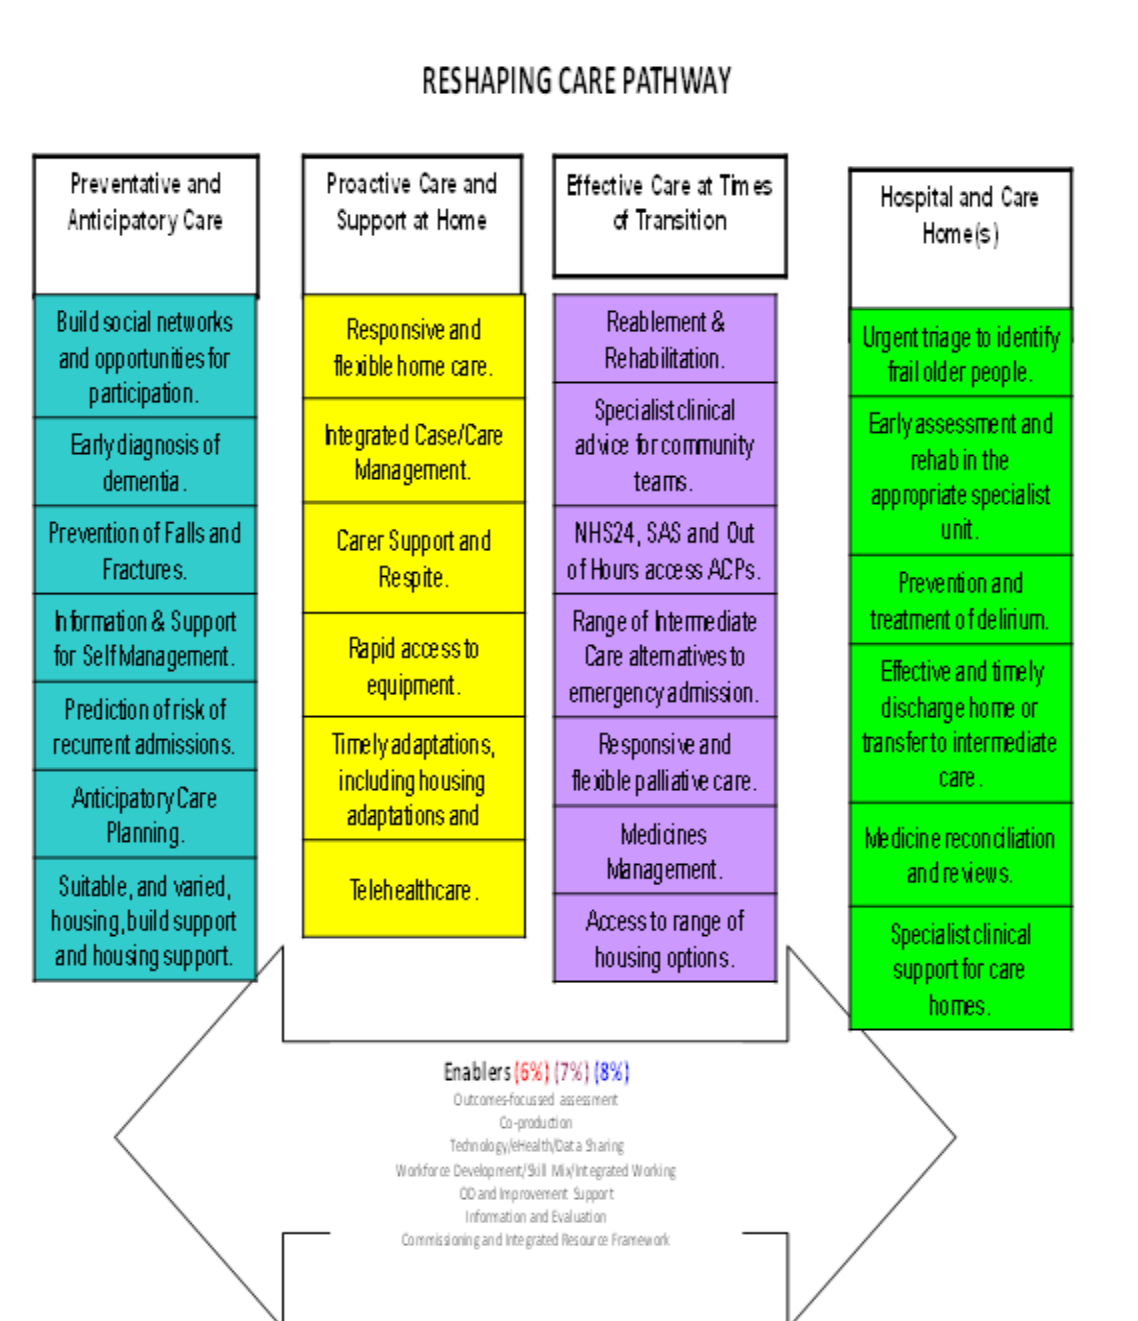 RESHAPING CARE PATHWAY
Preventative and
Anticipatory Care
Build social networks
and opportunities for
participation.
Early diagnosis of
dementia.
Prevention of Falls and
Fractures.
Information & Support
for Self Management.
Prediction of risk of
recurrent admissions.
Anticipatory Care
Planning.
Suitable, and varied,
housing, build support
and housing support.
Proactive Care and
Support at Home
Responsive and
flexible home care.
Integrated Case/Care
Management.
Carer Support and
Respite.
Rapid access to
equipment.
Timely adaptations,
including housing
adaptations and
Telehealthcare.
Effective Care at Times
of Transition
Reablement &
Rehabilitation.
Specialist clinical
advice for community
teams.
NHS24, SAS and Out
of Hours access ACPs.
Range of Intermediate
Care alternatives to
emergency admission.
Responsive and
flexible palliative care.
Medicines
Management.
Access to range of
housing options.
Hospital and Care
Home(s)
Urgent triage to identify
frail older people.
Early assessment and
rehab in the
appropriate specialist
unit.
Prevention and
treatment of delirium.
Effective and timely
discharge home or
transfer to intermediate
care.
Medicine reconciliation
and reviews.
Specialist clinical
support for care
homes.
Enablers (6%) (7%) (8%)
Outcomes-focussed assessment
Co-production
Technology/eHealth/Data Sharing
Workforce Development/Skill Mix/Integrated Working
OD and Improvement Support
Information and Evaluation
Commissioning and Integrated Resource Framework